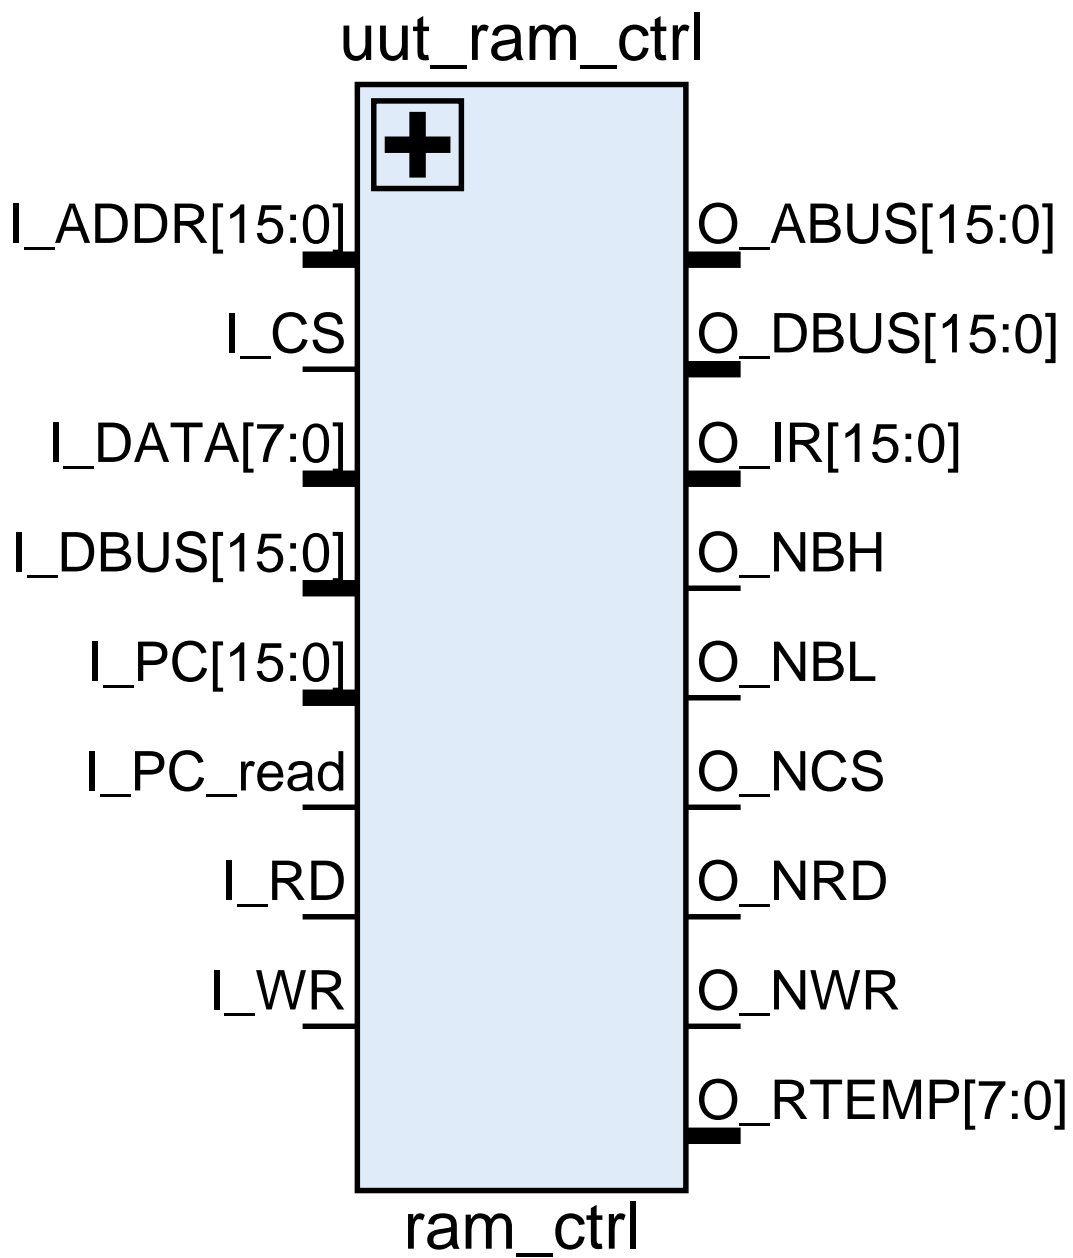 uut_ram_ctrl
I_ADDR[15:0]
I_CS
I_DATA[7:0]
I_DBUS[15:0]
I_PC[15:0]
I_PC_read
I_RD
I_WR
O_ABUS[15:0]
O_DBUS[15:0]
O_IR[15:0]
O_NBH
O_NBL
O_NCS
O_NRD
O_NWR
O_RTEMP[7:0]
ram_ctrl